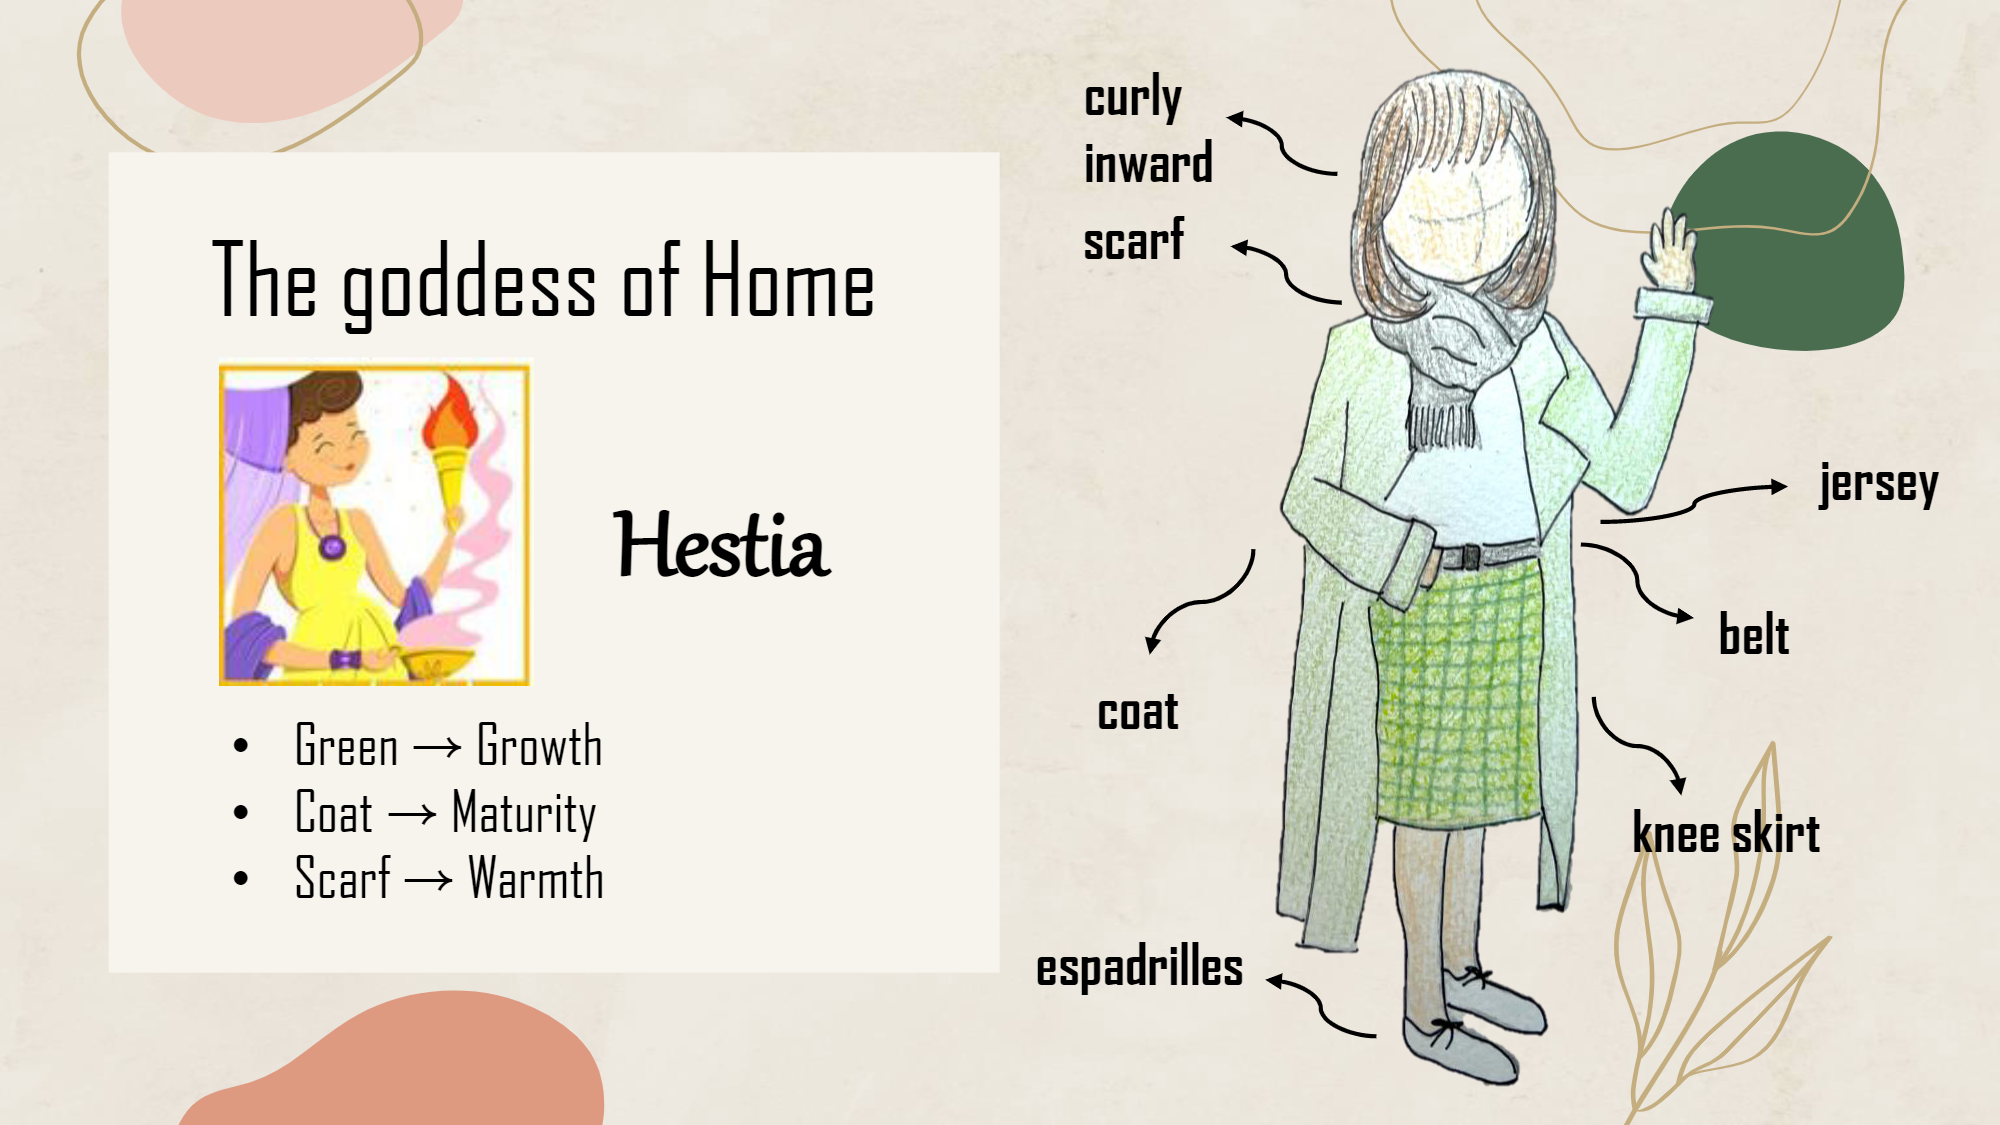 The goddess of Home
Hestia
• Green → Growth
• Coat → Maturity
• Scarf → Warmth
curly
inward
scarf
jersey
belt
coat
knee skirt
espadrilles